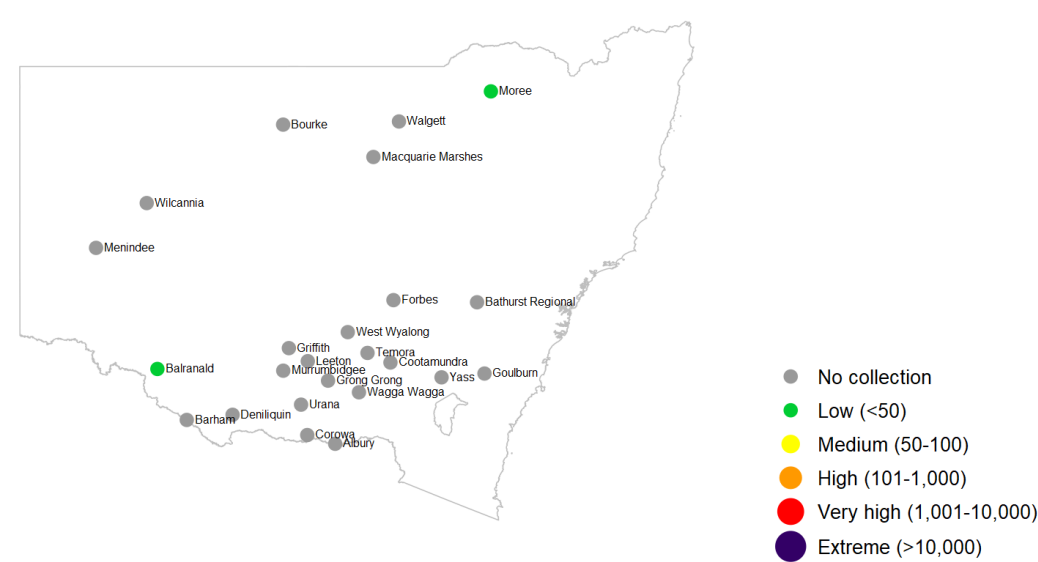 Moree
Walgett
Bourke
Macquarie Marshes
Wilcannia
Menindee
Forbes
Bathurst Regional
West Wyalong
Griffith
Temora
Leeton
Cootamundra
Balranald
Murrumbidgee
Goulburn
Yass
Grong Grong
Wagga Wagga
Urana
Deniliquin
Barham
Corowa
Albury
No collection
Low (<50)
Medium (50-100)
High (101-1,000)
Very high (1,001-10,000)
Extreme (>10,000)